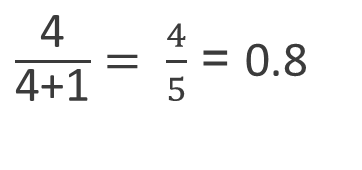 4/4+1 = 4/5 = 0.8